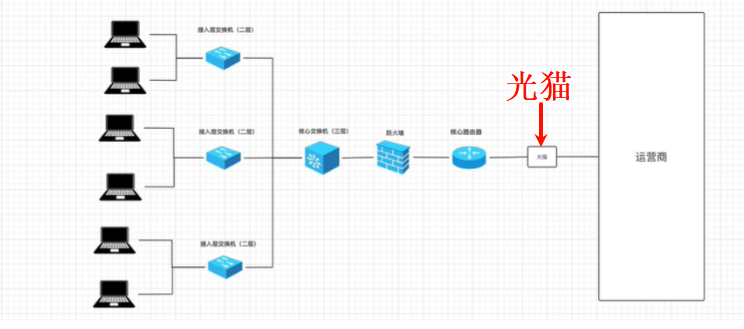 接入层交换机（二层）
光猫
接入层交换机（二层）
核心交换机（三层）
防火墙
核心路由器
光猫
运营商
接入层交换机（二层）